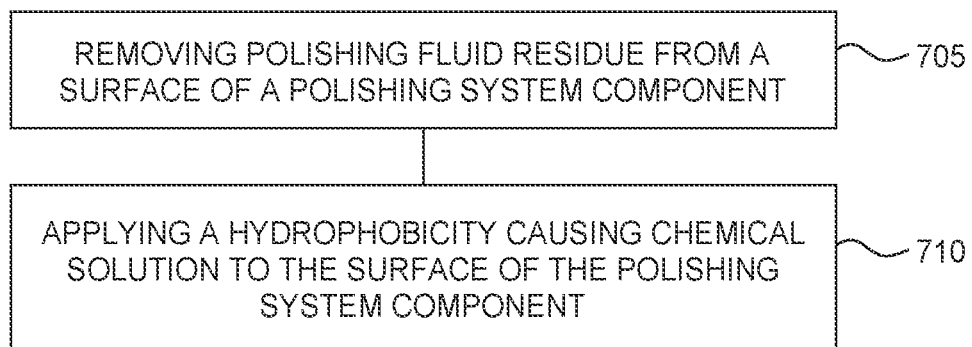 REMOVING POLISHING FLUID RESIDUE FROM A
SURFACE OF A POLISHING SYSTEM COMPONENT
705
APPLYING A HYDROPHOBICITY CAUSING CHEMICAL
SOLUTION TO THE SURFACE OF THE POLISHING
SYSTEM COMPONENT
710